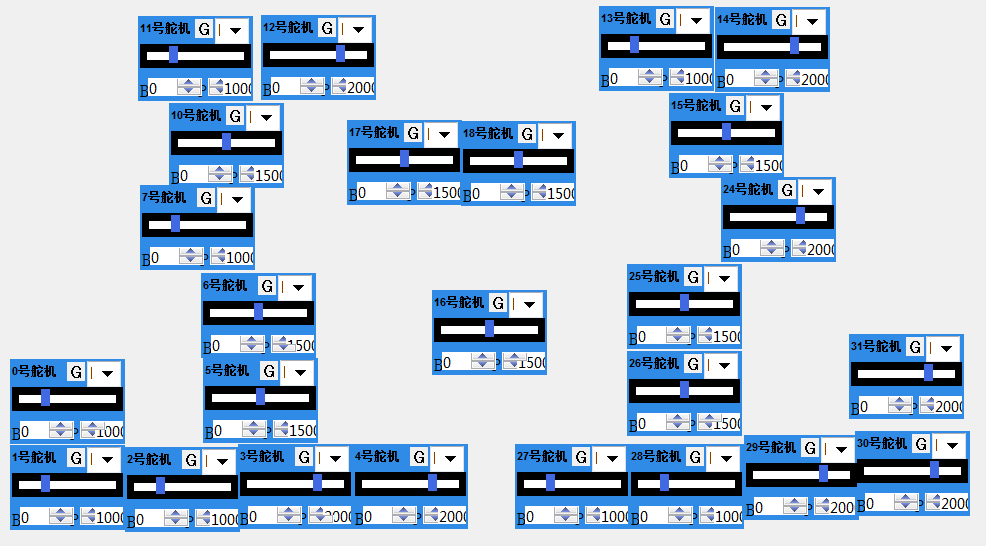 11号舵机 G
B0 P 1000
12号舵机 G
B0 P 2000
13号舵机 G
B0 P 1000
14号舵机 G
B0 P 2000
10号舵机 G
B0 P 1500
17号舵机 G
B0 P 1500
18号舵机 G
B0 P 1500
15号舵机 G
B0 P 1500
7号舵机 G
B0 P 1000
24号舵机 G
B0 P 2000
6号舵机 G
B0 P 1500
16号舵机 G
B0 P 1500
25号舵机 G
B0 P 1500
31号舵机 G
B0 P 2000
0号舵机 G
B0 P 1000
5号舵机 G
B0 P 1500
26号舵机 G
B0 P 1500
1号舵机 G
B0 P 1000
2号舵机 G
B0 P 1000
3号舵机 G
B0 P 2000
4号舵机 G
B0 P 2000
27号舵机 G
B0 P 1000
28号舵机 G
B0 P 1000
29号舵机 G
B0 P 200
30号舵机 G
B0 P 2000